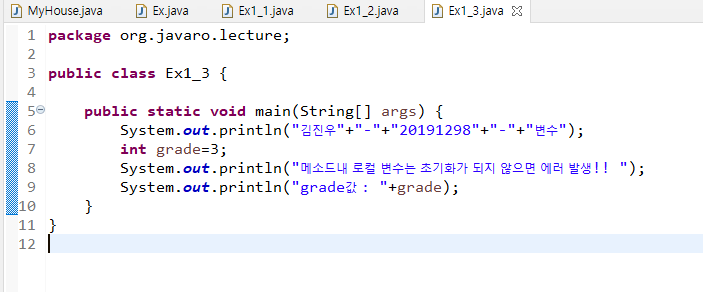 MyHouse.java Ex.java Ex1_1.java Ex1_2.java Ex1_3.java
1 package org.javaro.lecture;
2
3 public class Ex1_3 {
4
5 public static void main(String[] args) {
6 System.out.println("김진우"+"-"+"20191298"+"-"+"변수");
7 int grade=3;
8 System.out.println("메소드내 로컬 변수는 초기화가 되지 않으면 에러 발생!! ");
9 System.out.println("grade값 : "+grade);
10 }
11 }
12